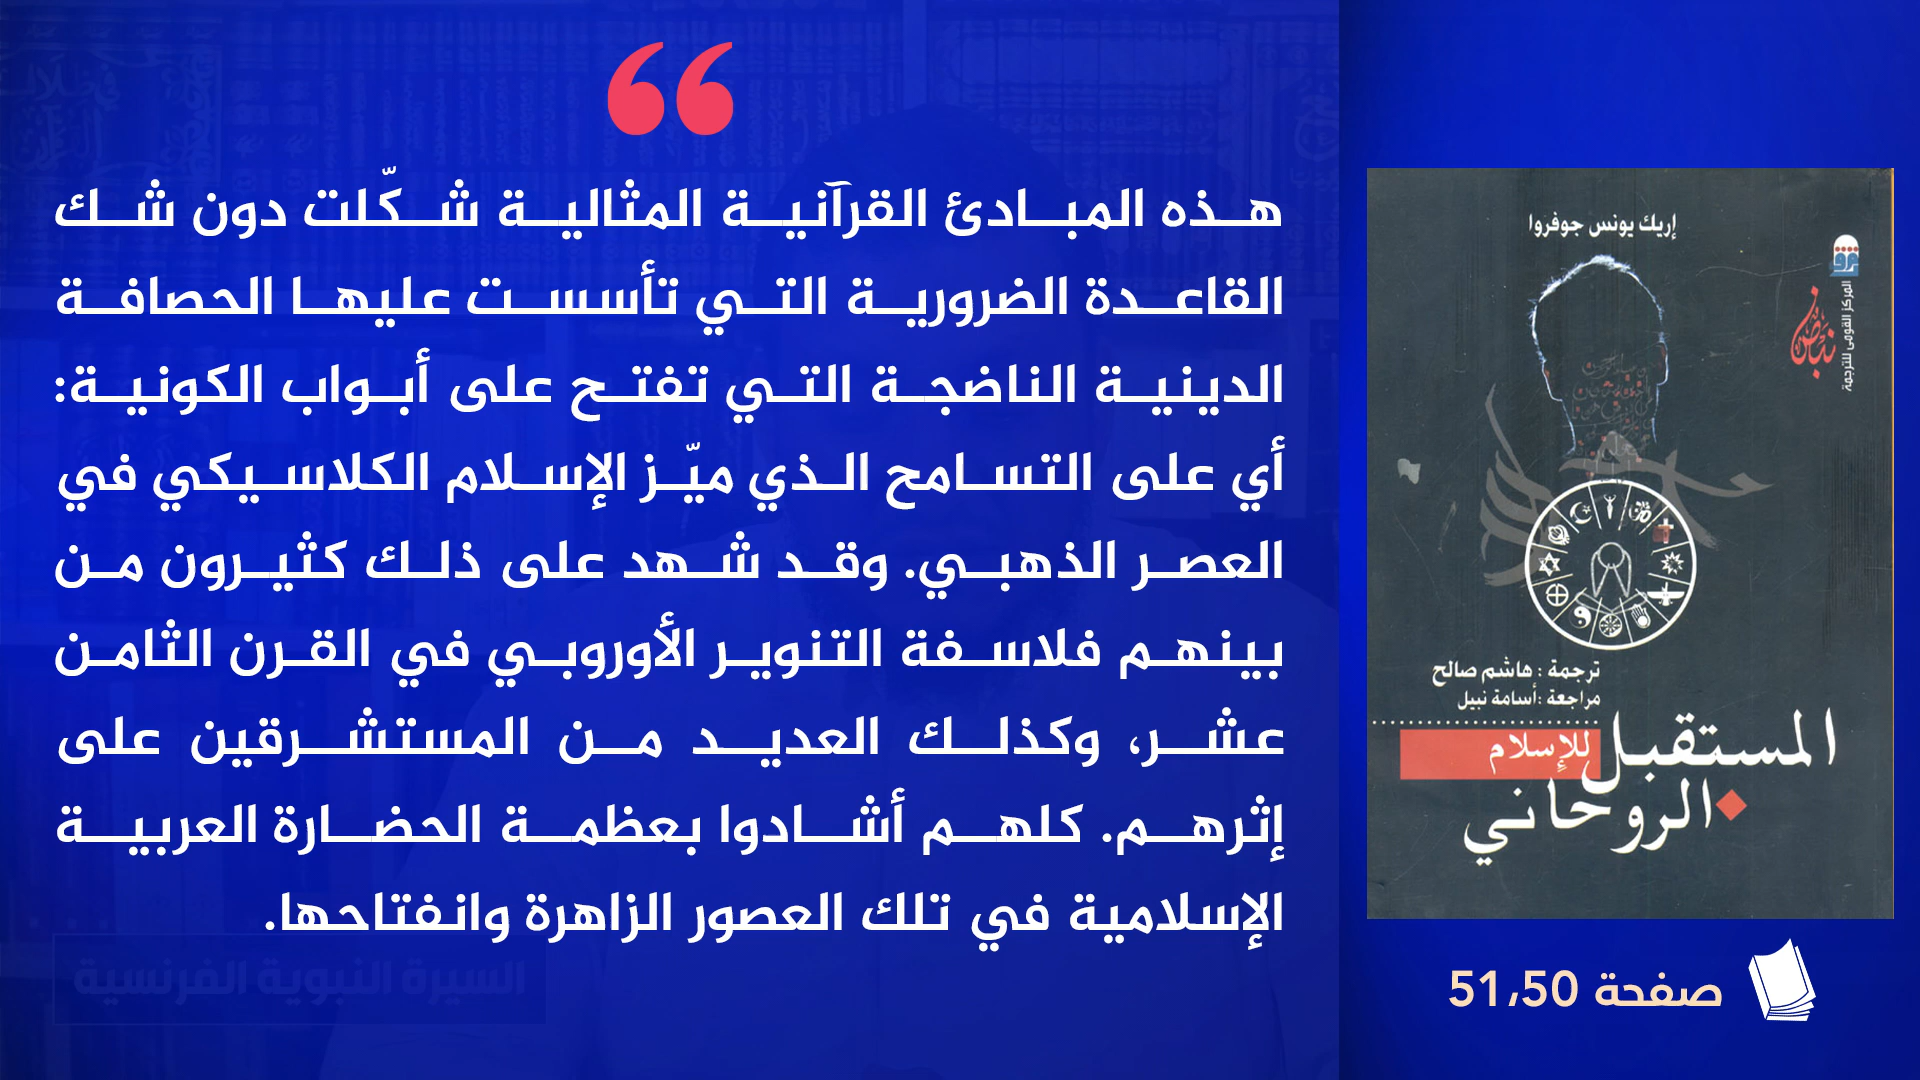 هذه المبادئ القرآنية المثالية شكّلت دون شك
القاعدة الضرورية التي تأسست عليها الحصافة
الدينية الناضجة التي تفتح على أبواب الكونية:
أي على التسامح الذي ميّز الإسلام الكلاسيكي في
العصر الذهبي. وقد شهد على ذلك كثيرون من
بينهم فلاسفة التنوير الأوروبي في القرن الثامن
عشر، وكذلك العديد من المستشرقين على
إثرهم. كلهم أشادوا بعظمة الحضارة العربية
الإسلامية في تلك العصور الزاهرة وانفتاحها.
السيرة النبوية الفرنسية
إريك يونس جوفروا
المركز القومى للترجمة
ترجمة : هاشم صالح
مراجعة :أسامة نبيل
المستقبل
للإسلام
الروحاني
صفحة 51،50